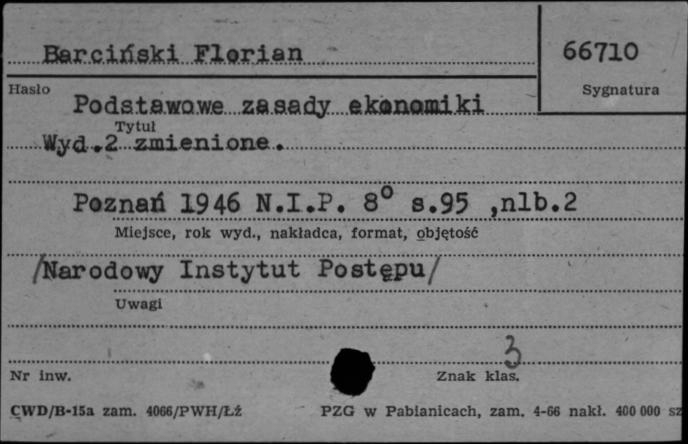 Barciński Florian
66710
Hasło
Sygnatura
Podstawowe zasady ekonomiki
Tytuł
Wyd.2 zmienione.
Poznań 1946 N.I.P. 8° s.95 ,nlb.2
Miejsce, rok wyd., nakładca, format, objętość
/Narodowy Instytut Postępu/
Uwagi
3
Nr inw.
Znak klas.
CWD/B-15a zam. 4066/PWH/Łź
PZG w Pabianicach, zam. 4-66 nakł. 400 000 sz